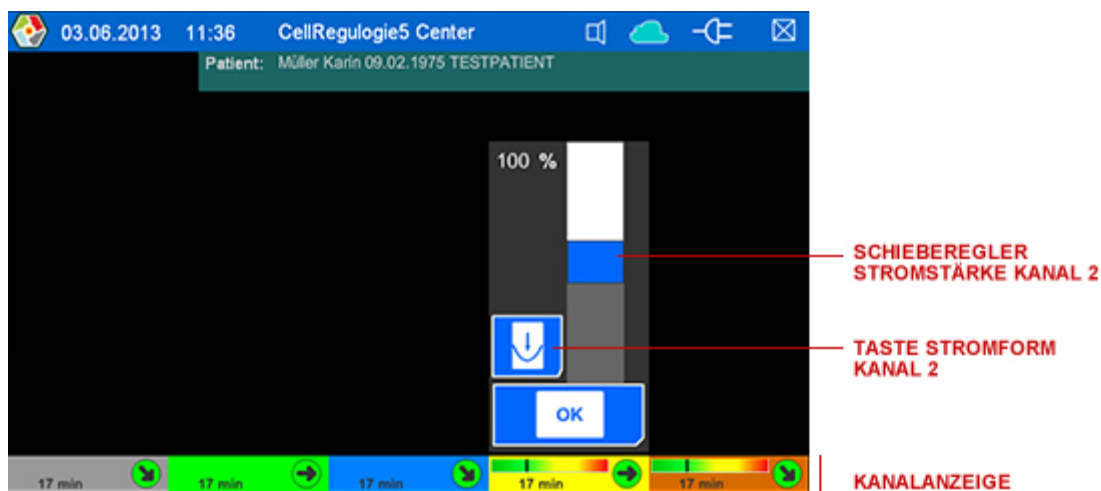 03.06.2013 11:36 CellRegulogie5 Center
Patient: Müller Karin 09.02.1975 TESTPATIENT
100 %
SCHIEBEREGLER
STROMSTÄRKE KANAL 2
TASTE STROMFORM
KANAL 2
OK
17 min 17 min 17 min 17 min 17 min
KANALANZEIGE